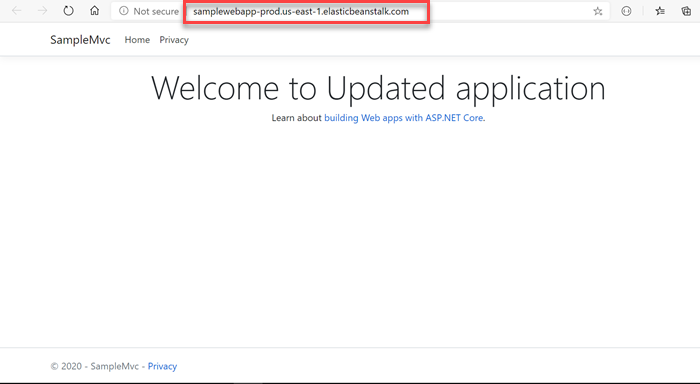 Not secure samplewebapp-prod.us-east-1.elasticbeanstalk.com
SampleMvc Home Privacy
Welcome to Updated application
Learn about building Web apps with ASP.NET Core.
© 2020 - SampleMvc - Privacy